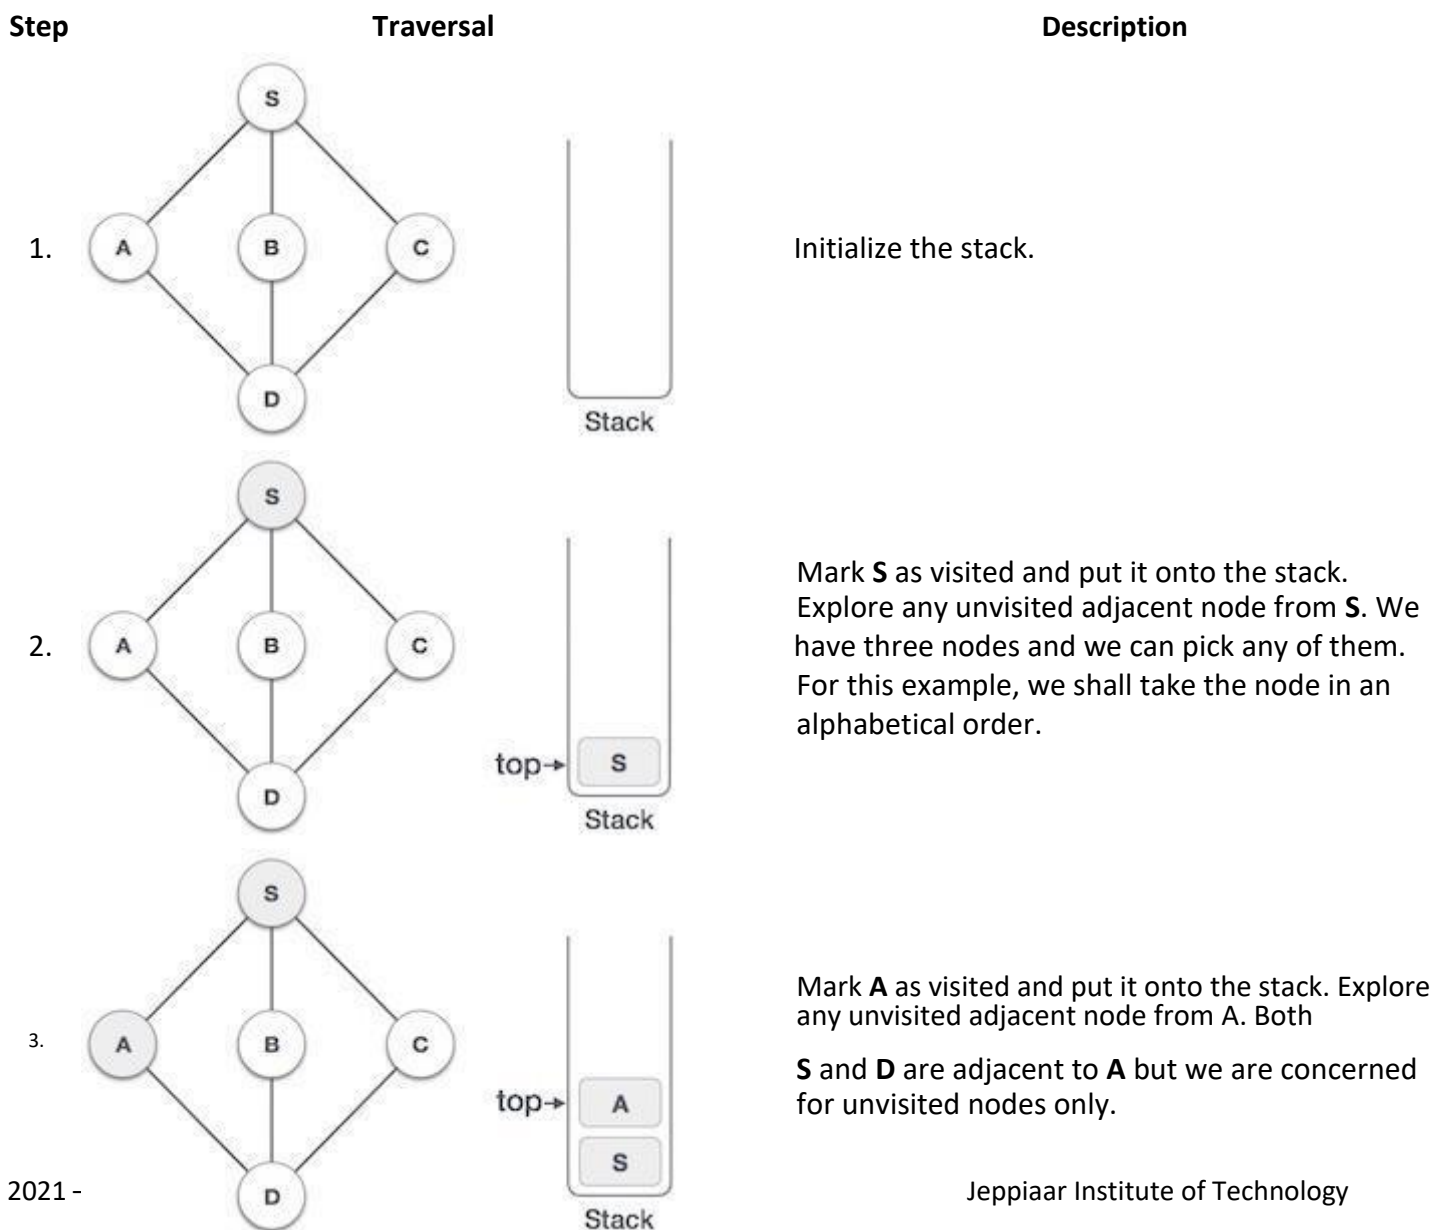 Step Traversal Description
S
A B C
D
1.
Stack
Initialize the stack.
S
A B C
D
2.
top S
Stack
Mark S as visited and put it onto the stack.
Explore any unvisited adjacent node from S. We
have three nodes and we can pick any of them.
For this example, we shall take the node in an
alphabetical order.
S
A B C
D
3.
top A
S
Stack
Mark A as visited and put it onto the stack. Explore
any unvisited adjacent node from A. Both
S and D are adjacent to A but we are concerned
for unvisited nodes only.
2021 - Jeppiaar Institute of Technology